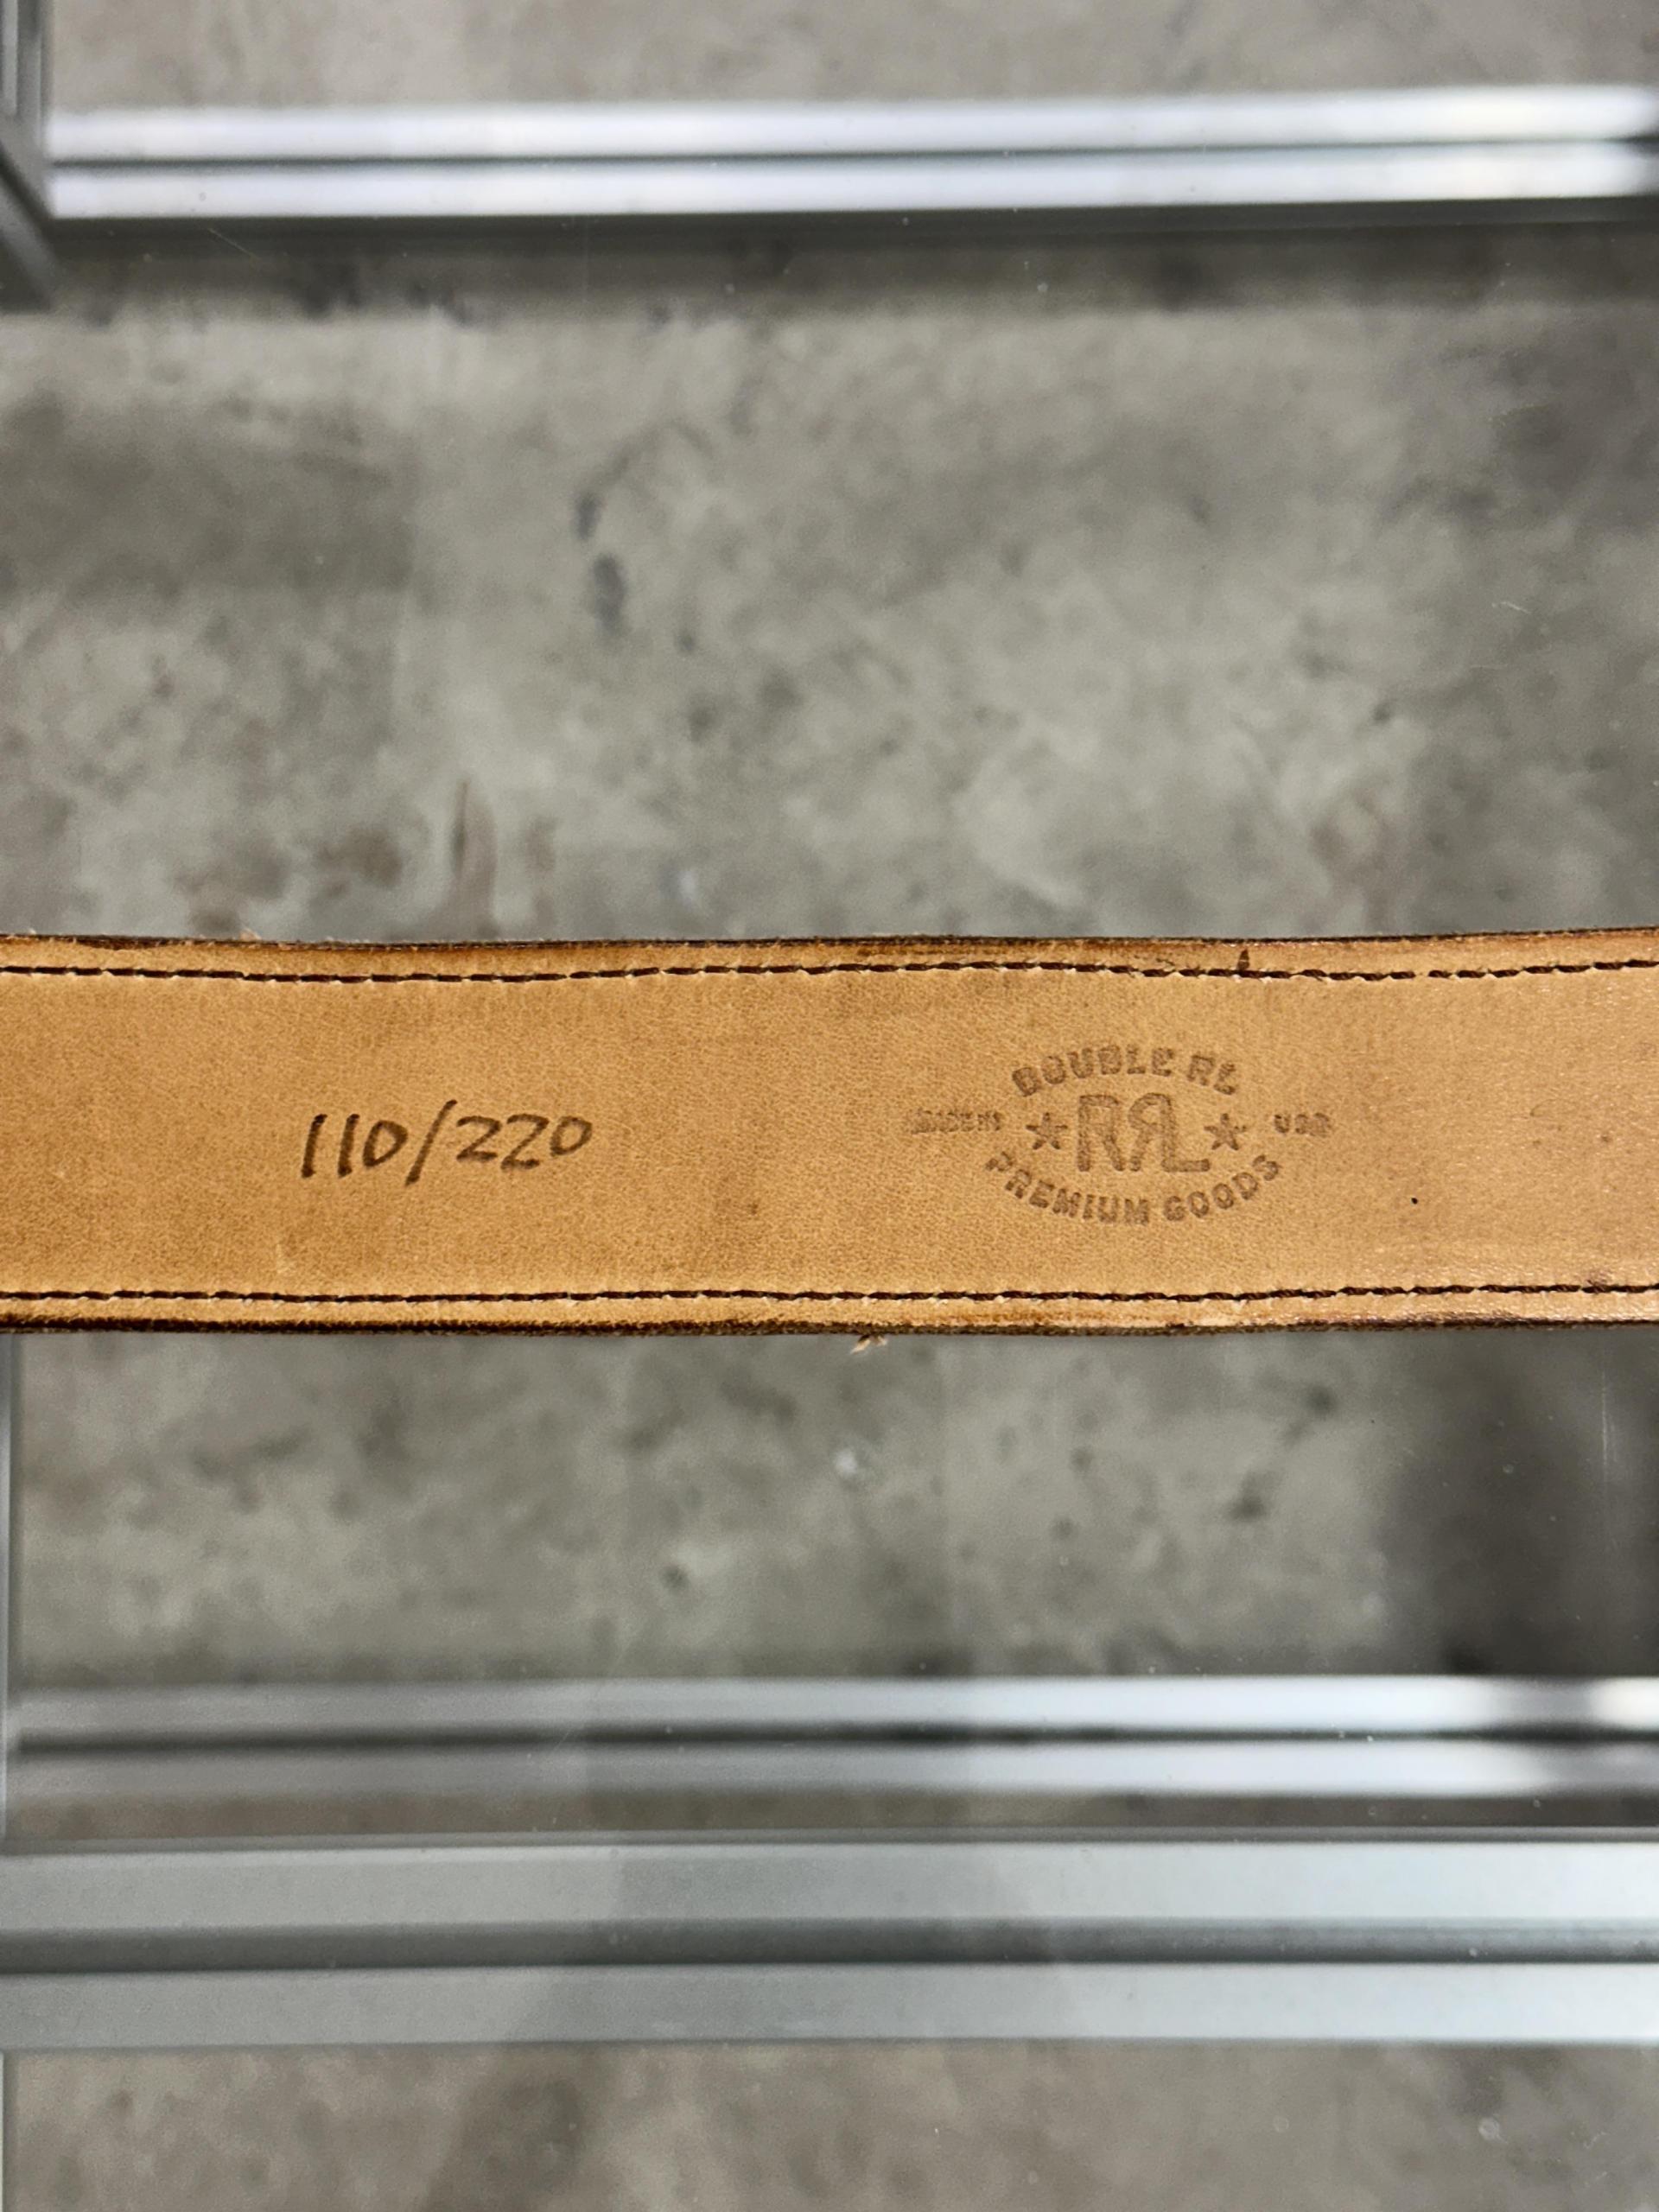 110/220
DOUBLE RL
MADE IN ★ RRL ★ USA
PREMIUM GOODS